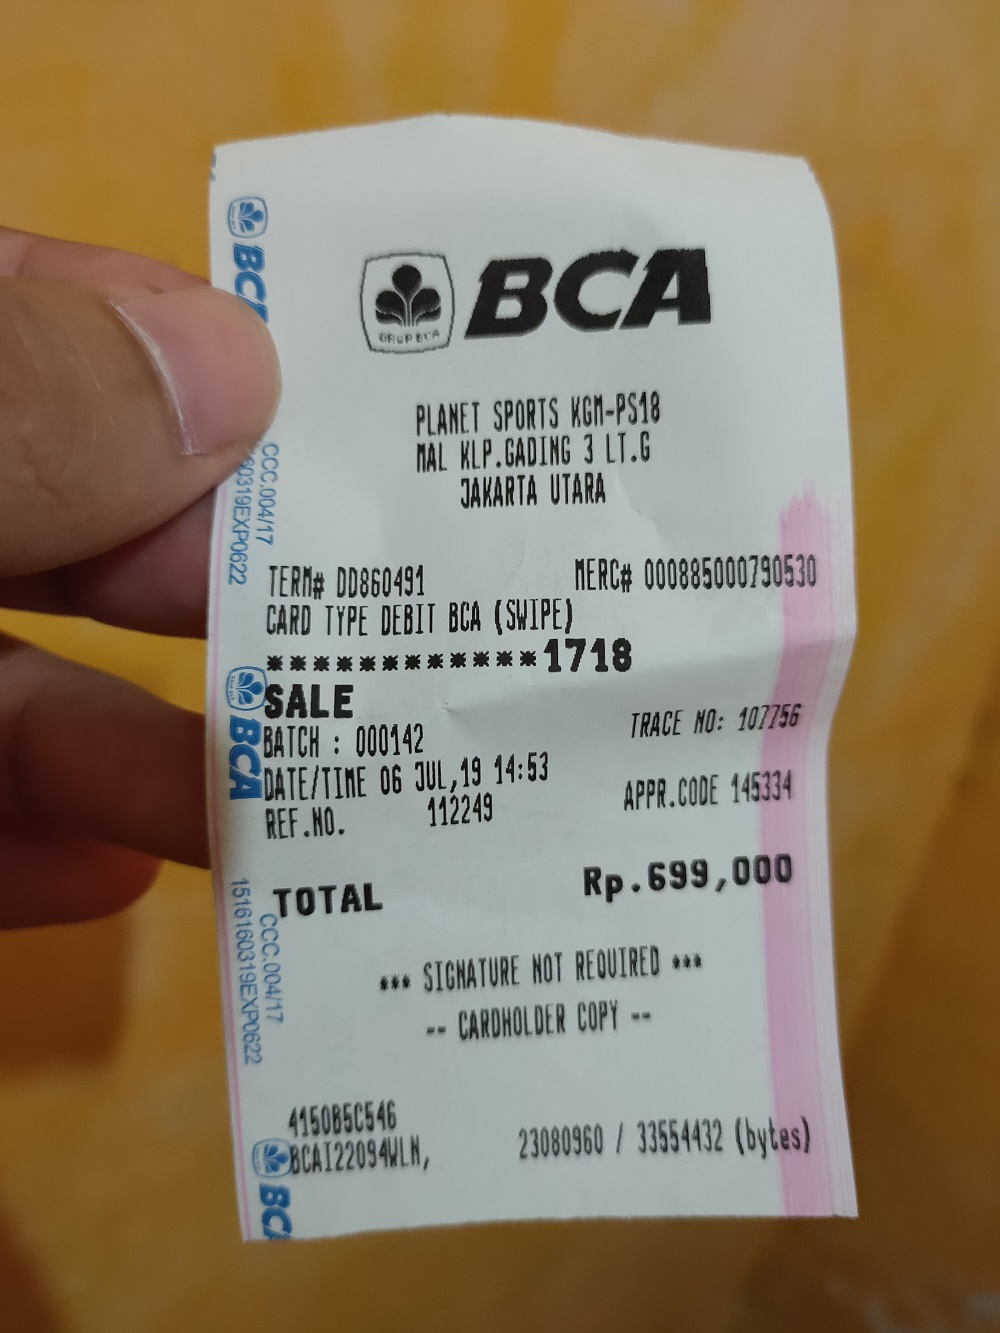 BCA
GRUP BCA
BCA
PLANET SPORTS KGM-PS18
MAL KLP.GADING 3 LT.G
JAKARTA UTARA
CCC.004/17
60319EXP0622
TERM# DD860491 MERC# 000885000790530
CARD TYPE DEBIT BCA (SWIPE)
************1718
SALE
BCA
BATCH : 000142 TRACE NO: 107756
DATE/TIME 06 JUL,19 14:53
REF.NO. 112249 APPR.CODE 145334
TOTAL Rp.699,000
CCC.004/17
1516160319EXP0622
*** SIGNATURE NOT REQUIRED ***
-- CARDHOLDER COPY --
4150B5C546
BCAI22094WLN, 23080960 / 33554432 (bytes)
BCA